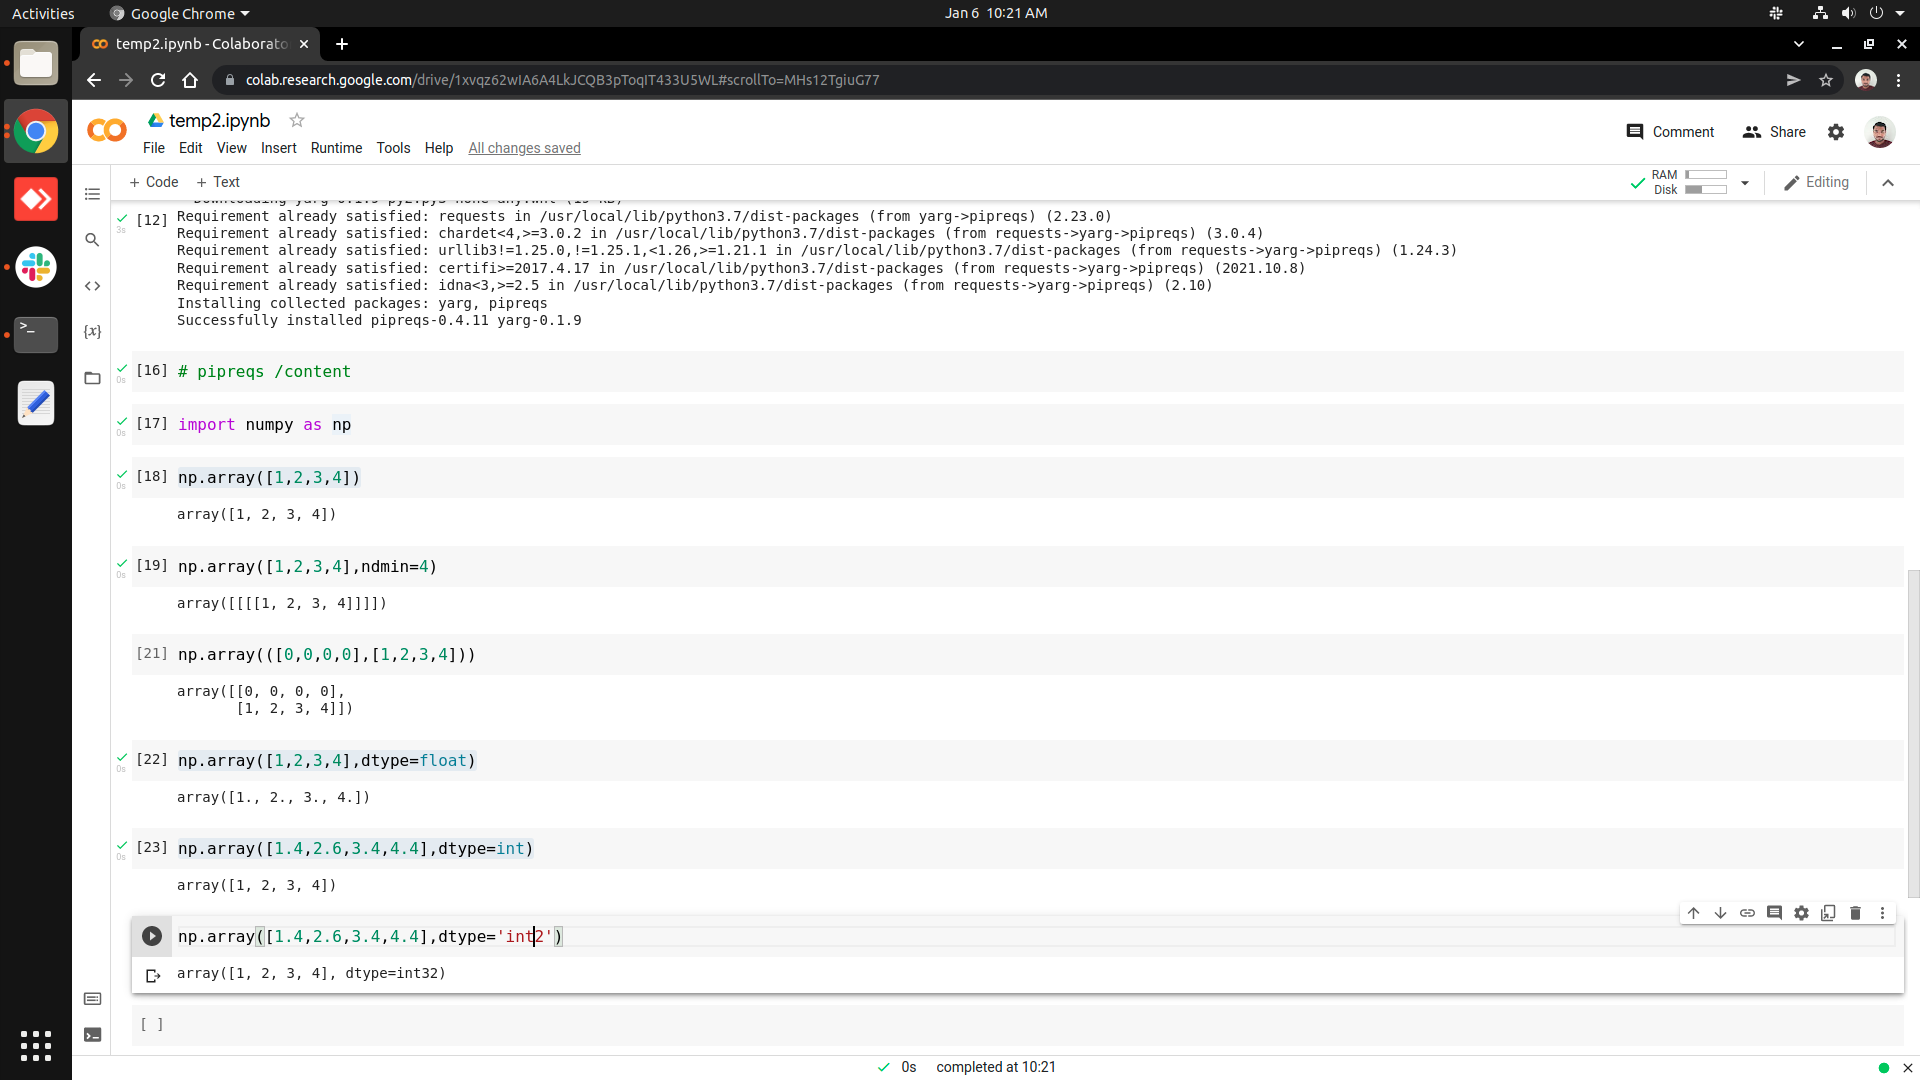 Activities
Google Chrome
Jan 6 10:21 AM
temp2.ipynb - Colaborato
colab.research.google.com/drive/1xvqz62wIA6A4LkJCQB3pToqIT433U5WL#scrollTo=MHs12TgiuG77
temp2.ipynb
Comment
Share
File Edit View Insert Runtime Tools Help All changes saved
+ Code + Text
RAM
Disk
Editing
[12]
3s
Requirement already satisfied: requests in /usr/local/lib/python3.7/dist-packages (from yarg->pipreqs) (2.23.0)
Requirement already satisfied: chardet<4,>=3.0.2 in /usr/local/lib/python3.7/dist-packages (from requests->yarg->pipreqs) (3.0.4)
Requirement already satisfied: urllib3!=1.25.0,!=1.25.1,<1.26,>=1.21.1 in /usr/local/lib/python3.7/dist-packages (from requests->yarg->pipreqs) (1.24.3)
Requirement already satisfied: certifi>=2017.4.17 in /usr/local/lib/python3.7/dist-packages (from requests->yarg->pipreqs) (2021.10.8)
Requirement already satisfied: idna<3,>=2.5 in /usr/local/lib/python3.7/dist-packages (from requests->yarg->pipreqs) (2.10)
Installing collected packages: yarg, pipreqs
Successfully installed pipreqs-0.4.11 yarg-0.1.9
{x}
[16] # pipreqs /content
0s
[17] import numpy as np
0s
[18] np.array([1,2,3,4])
0s
array([1, 2, 3, 4])
[19] np.array([1,2,3,4],ndmin=4)
0s
array([[[[1, 2, 3, 4]]]])
[21] np.array(([0,0,0,0],[1,2,3,4]))
array([[0, 0, 0, 0],
[1, 2, 3, 4]])
[22] np.array([1,2,3,4],dtype=float)
0s
array([1., 2., 3., 4.])
[23] np.array([1.4,2.6,3.4,4.4],dtype=int)
0s
array([1, 2, 3, 4])
np.array([1.4,2.6,3.4,4.4],dtype='int2')
array([1, 2, 3, 4], dtype=int32)
[ ]
0s completed at 10:21